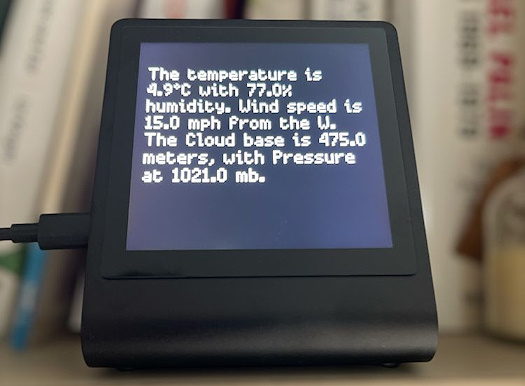 The temperature is
4.9°C with 77.0%
humidity. Wind speed is
15.0 mph from the W.
The Cloud base is 475.0
meters, with Pressure
at 1021.0 mb.